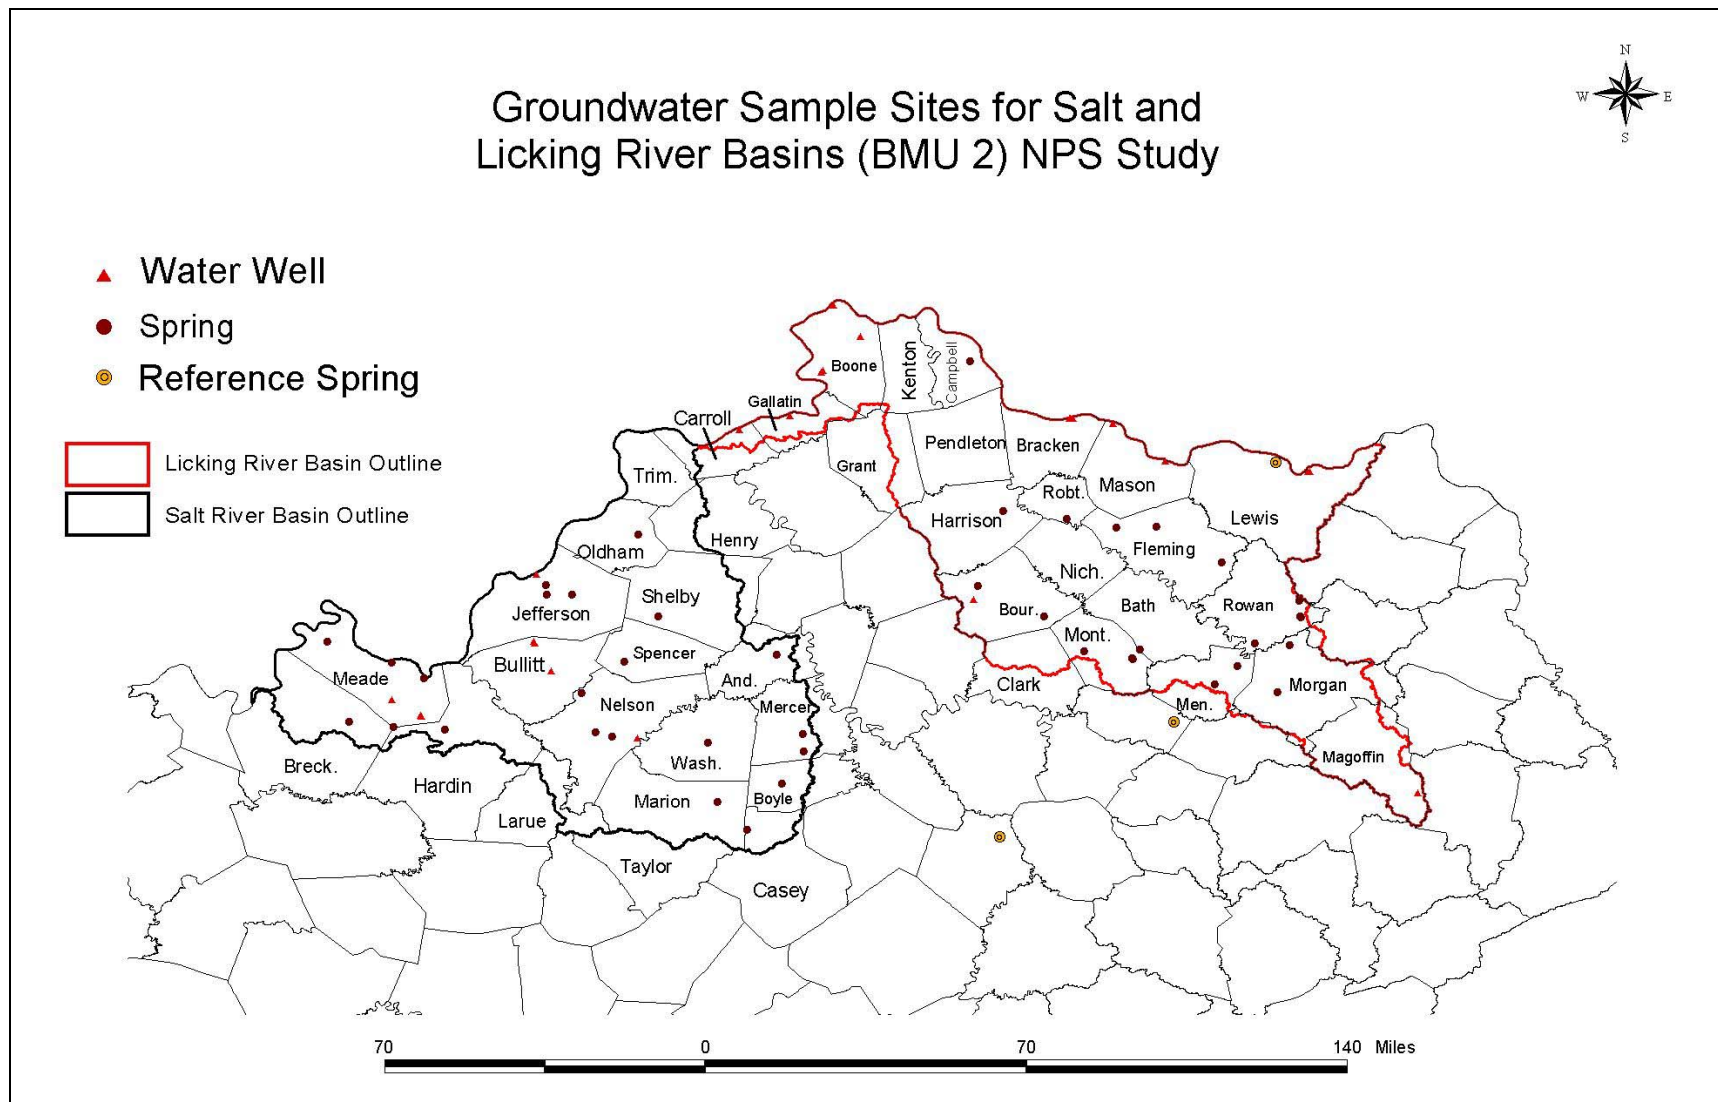 N
W E
S
Groundwater Sample Sites for Salt and
Licking River Basins (BMU 2) NPS Study
Water Well
Spring
Reference Spring
Licking River Basin Outline
Salt River Basin Outline
Boone
Kenton
Campbell
Gallatin
Carroll
Grant
Pendleton
Bracken
Trim.
Robt.
Mason
Harrison
Lewis
Henry
Oldham
Fleming
Nich.
Jefferson
Shelby
Bour.
Bath
Rowan
Mont.
Bullitt
Spencer
Meade
And.
Clark
Morgan
Nelson
Mercer
Men.
Breck.
Wash.
Magoffin
Hardin
Marion
Boyle
Larue
Taylor
Casey
70 0 70 140 Miles